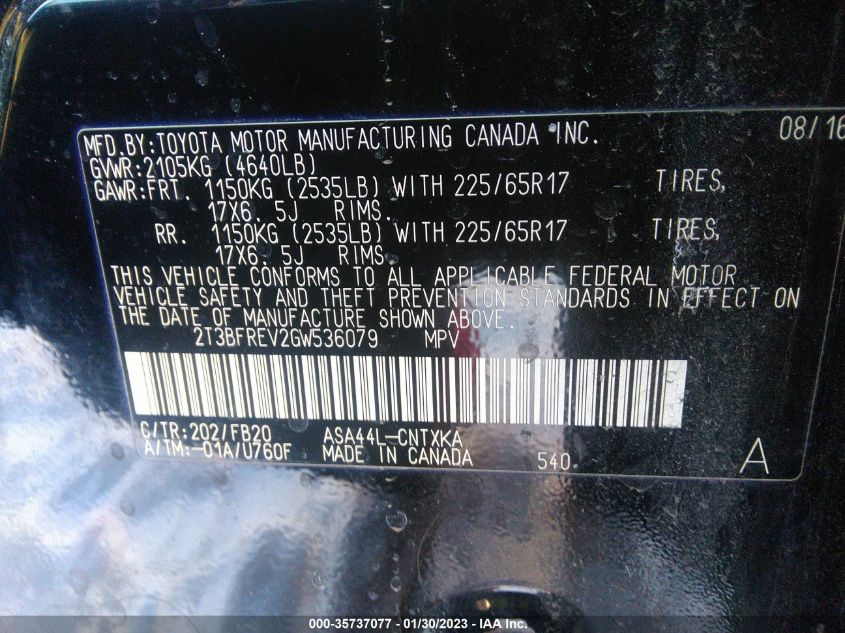 MFD.BY:TOYOTA MOTOR MANUFACTURING CANADA INC. 08/16
GVWR:2105KG (4640LB)
GAWR:FRT. 1150KG (2535LB) WITH 225/65R17 TIRES,
17X6. 5J RIMS.
RR. 1150KG (2535LB) WITH 225/65R17 TIRES,
17X6. 5J RIMS.
THIS VEHICLE CONFORMS TO ALL APPLICABLE FEDERAL MOTOR
VEHICLE SAFETY AND THEFT PREVENTION STANDARDS IN EFFECT ON
THE DATE OF MANUFACTURE SHOWN ABOVE.
2T3BFREV2GW536079 MPV
C/TR:202/FB20 ASA44L-CNTXKA
A/TM:-01A/U760F MADE IN CANADA 540. A
000-35737077 - 01/30/2023 - IAA Inc.